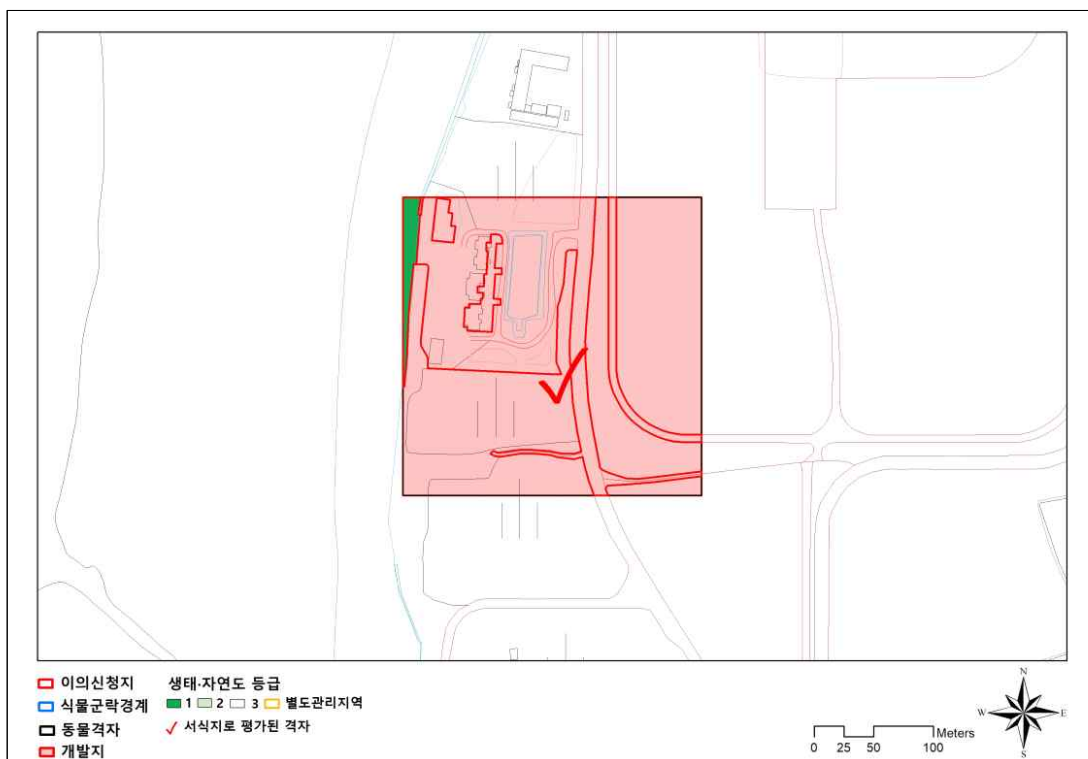 이의신청지
식물군락경계
동물격자
개발지
생태·자연도 등급
1 2 3 별도관리지역
서식지로 평가된 격자
N
W E
S
Meters
0 25 50 100